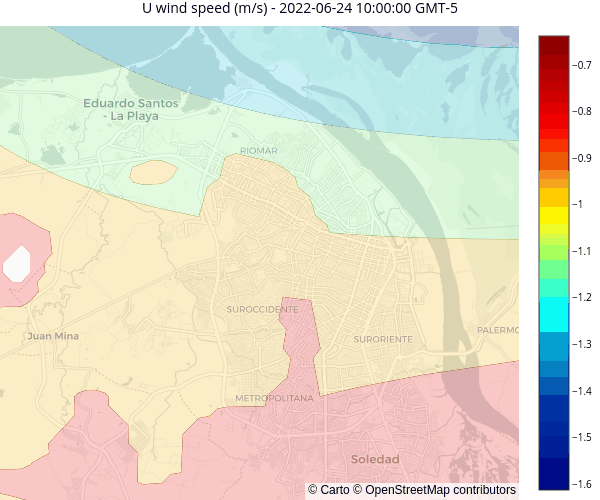 U wind speed (m/s) - 2022-06-24 10:00:00 GMT-5
Eduardo Santos
- La Playa
RIOMAR
SUROCCIDENTE
Juan Mina
SURORIENTE
PALERMO
METROPOLITANA
Soledad
© Carto © OpenStreetMap contributors
−0.7
−0.8
−0.9
−1
−1.1
−1.2
−1.3
−1.4
−1.5
−1.6